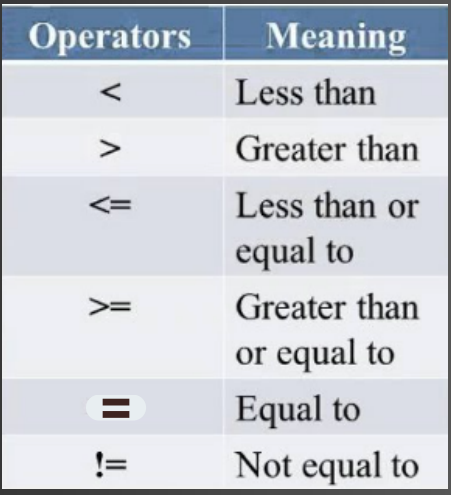 Operators Meaning
< Less than
> Greater than
<= Less than or
equal to
>= Greater than
or equal to
= Equal to
!= Not equal to